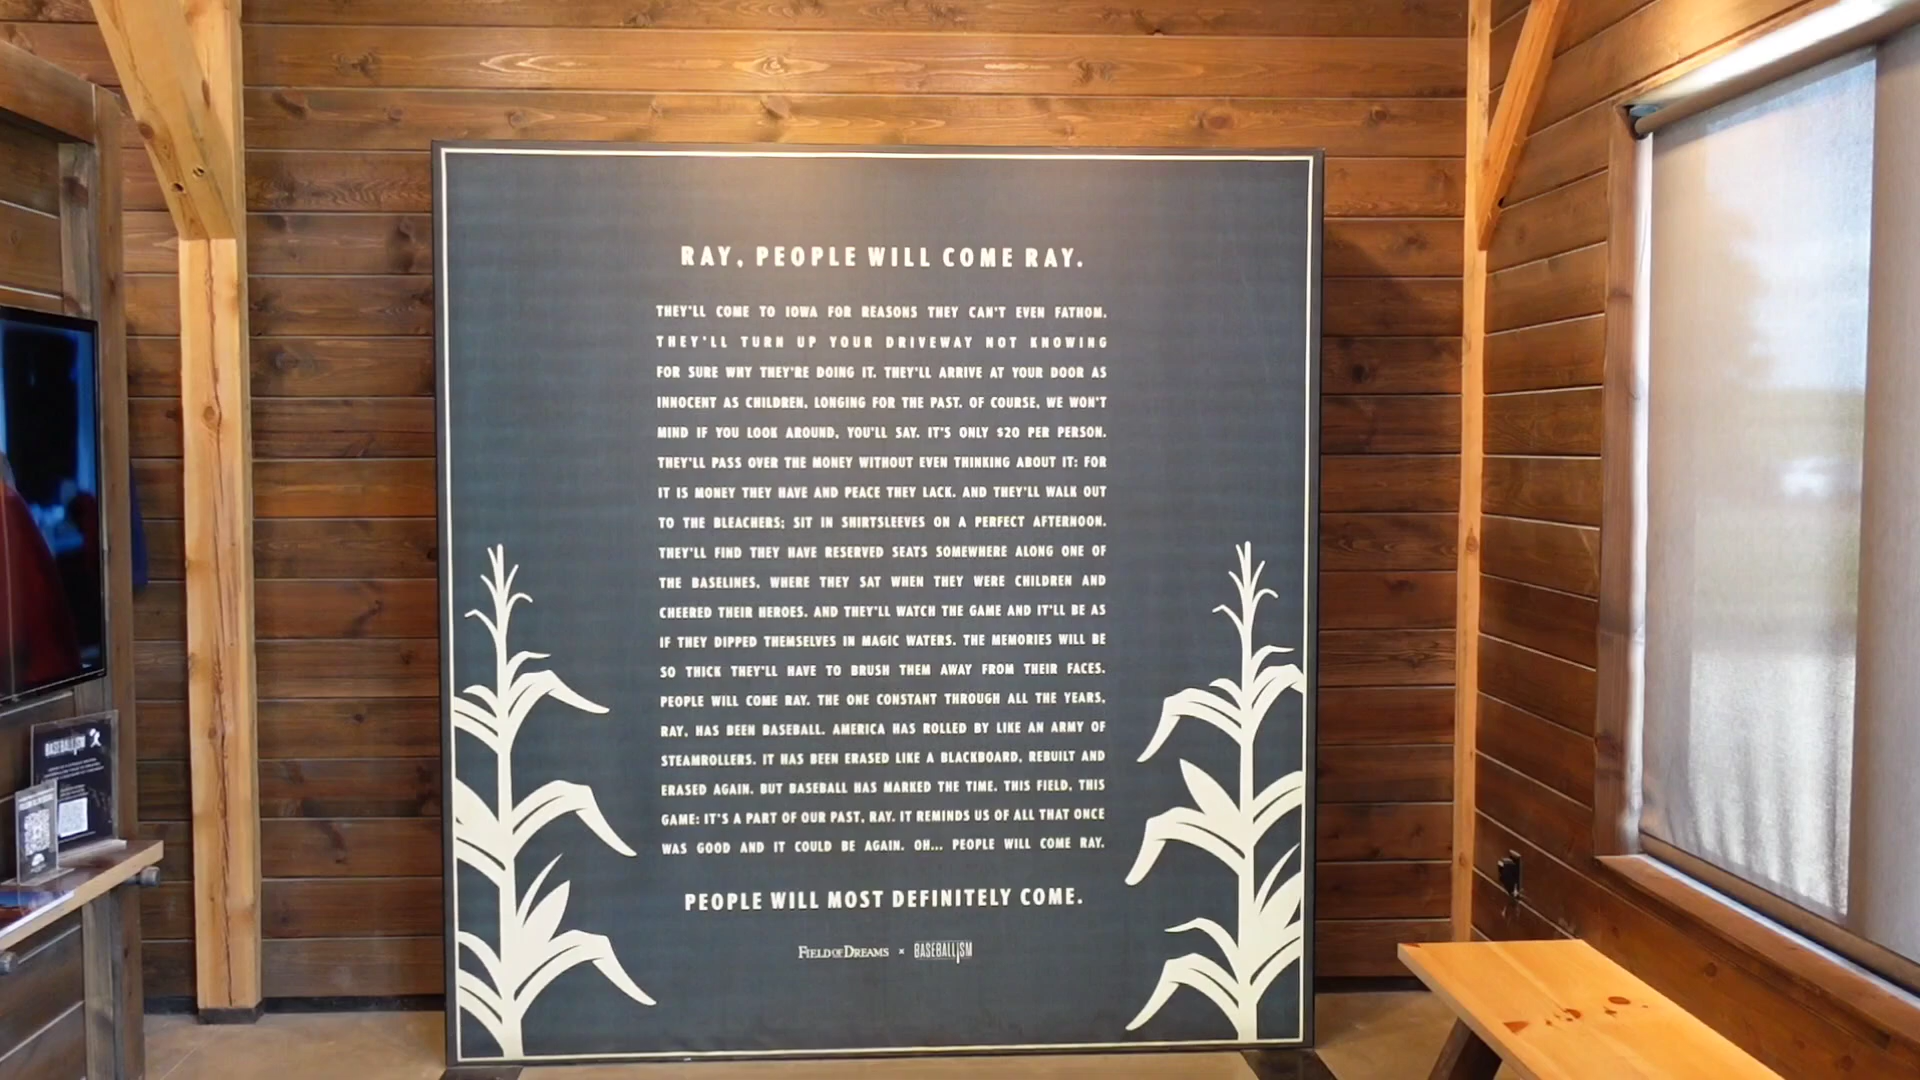 RAY, PEOPLE WILL COME RAY.
THEY'LL COME TO IOWA FOR REASONS THEY CAN'T EVEN FATHOM.
THEY'LL TURN UP YOUR DRIVEWAY NOT KNOWING
FOR SURE WHY THEY'RE DOING IT. THEY'LL ARRIVE AT YOUR DOOR AS
INNOCENT AS CHILDREN, LONGING FOR THE PAST. OF COURSE, WE WON'T
MIND IF YOU LOOK AROUND, YOU'LL SAY. IT'S ONLY $20 PER PERSON.
THEY'LL PASS OVER THE MONEY WITHOUT EVEN THINKING ABOUT IT: FOR
IT IS MONEY THEY HAVE AND PEACE THEY LACK. AND THEY'LL WALK OUT
TO THE BLEACHERS; SIT IN SHIRTSLEEVES ON A PERFECT AFTERNOON.
THEY'LL FIND THEY HAVE RESERVED SEATS SOMEWHERE ALONG ONE OF
THE BASELINES, WHERE THEY SAT WHEN THEY WERE CHILDREN AND
CHEERED THEIR HEROES. AND THEY'LL WATCH THE GAME AND IT'LL BE AS
IF THEY DIPPED THEMSELVES IN MAGIC WATERS. THE MEMORIES WILL BE
SO THICK THEY'LL HAVE TO BRUSH THEM AWAY FROM THEIR FACES.
PEOPLE WILL COME RAY. THE ONE CONSTANT THROUGH ALL THE YEARS,
RAY, HAS BEEN BASEBALL. AMERICA HAS ROLLED BY LIKE AN ARMY OF
STEAMROLLERS. IT HAS BEEN ERASED LIKE A BLACKBOARD, REBUILT AND
ERASED AGAIN. BUT BASEBALL HAS MARKED THE TIME. THIS FIELD, THIS
GAME: IT'S A PART OF OUR PAST, RAY. IT REMINDS US OF ALL THAT ONCE
WAS GOOD AND IT COULD BE AGAIN. OH... PEOPLE WILL COME RAY.
PEOPLE WILL MOST DEFINITELY COME.
FIELD OF DREAMS × BASEBALLISM
BASEBALLISM